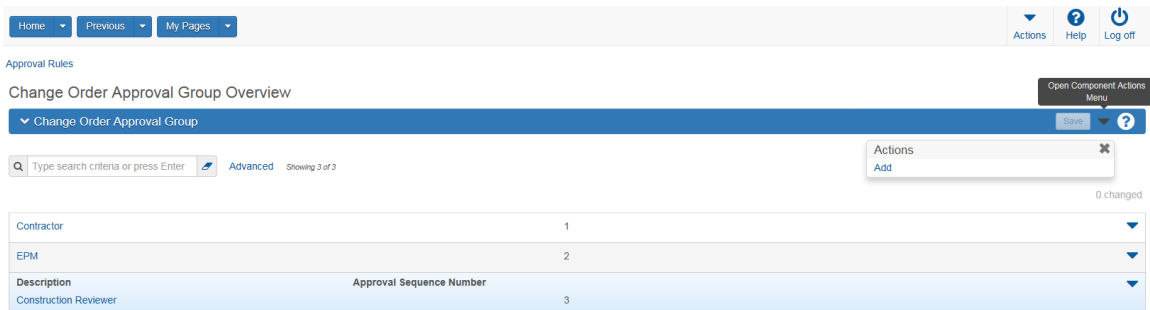 Home Previous My Pages
Actions Help Log off
Approval Rules
Change Order Approval Group Overview
Open Component Actions
Menu
Change Order Approval Group Save ?
Type search criteria or press Enter Advanced Showing 3 of 3
Actions
Add
0 changed
Contractor 1
EPM 2
Description Approval Sequence Number
Construction Reviewer 3